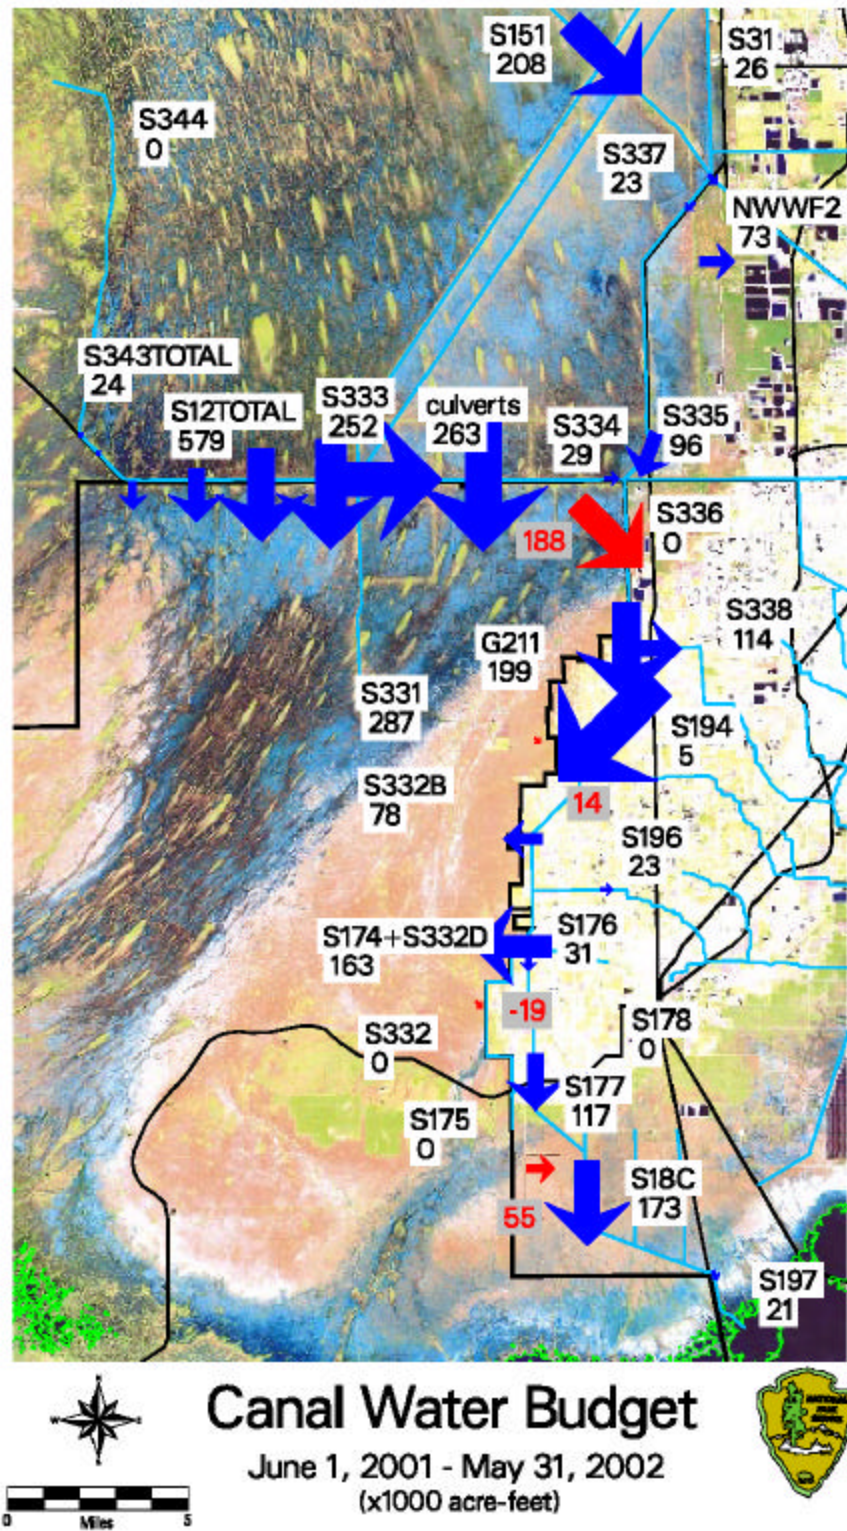 S151
208
S31
26
S344
0
S337
23
NWWF2
73
S343TOTAL
24
S12TOTAL
579
S333
252
culverts
263
S334
29
S335
96
188
S336
0
S338
114
G211
199
S331
287
S194
5
S332B
78
14
S196
23
S174+S332D
163
S176
31
-19
S332
0
S178
0
S175
0
S177
117
S18C
173
55
S197
21
Canal Water Budget
June 1, 2001 - May 31, 2002
(x1000 acre-feet)
0 Miles 5
NATIONAL
PARK
SERVICE